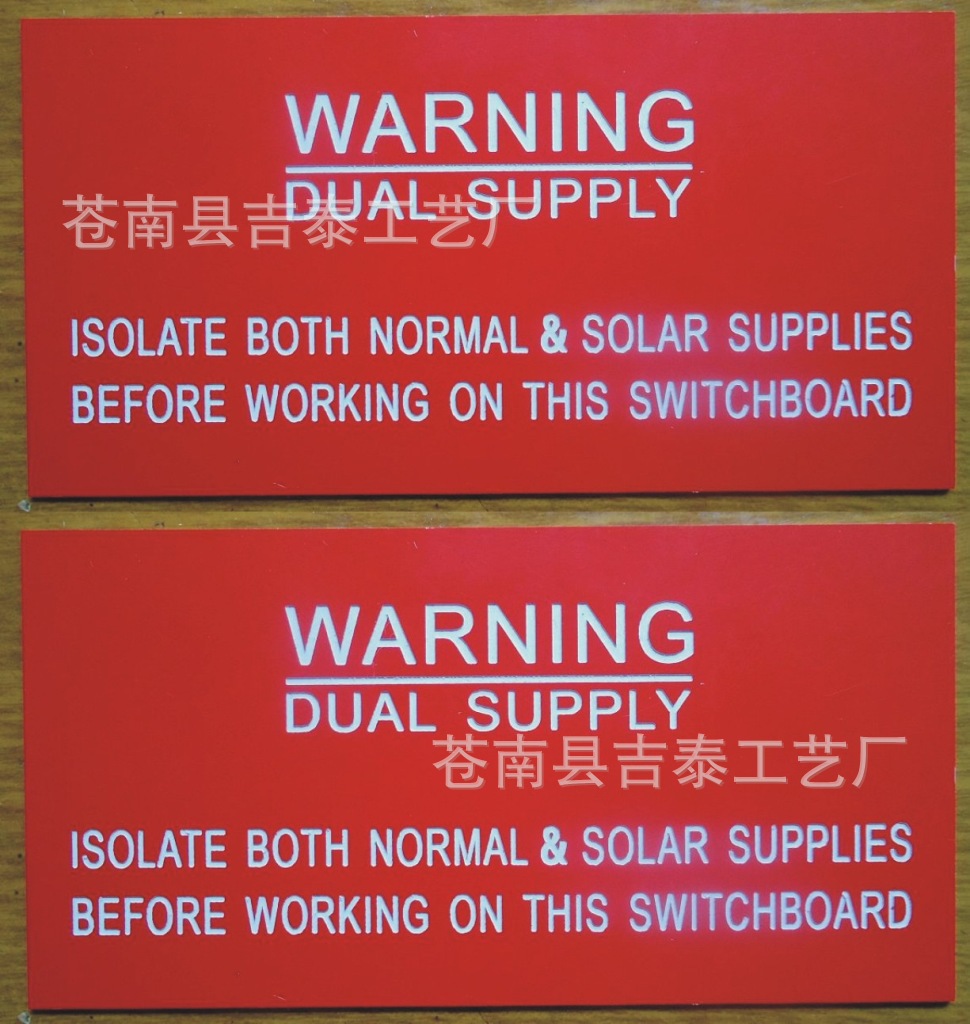 WARNING
DUAL SUPPLY
苍南县吉泰工艺厂
ISOLATE BOTH NORMAL & SOLAR SUPPLIES
BEFORE WORKING ON THIS SWITCHBOARD
WARNING
DUAL SUPPLY
苍南县吉泰工艺厂
ISOLATE BOTH NORMAL & SOLAR SUPPLIES
BEFORE WORKING ON THIS SWITCHBOARD